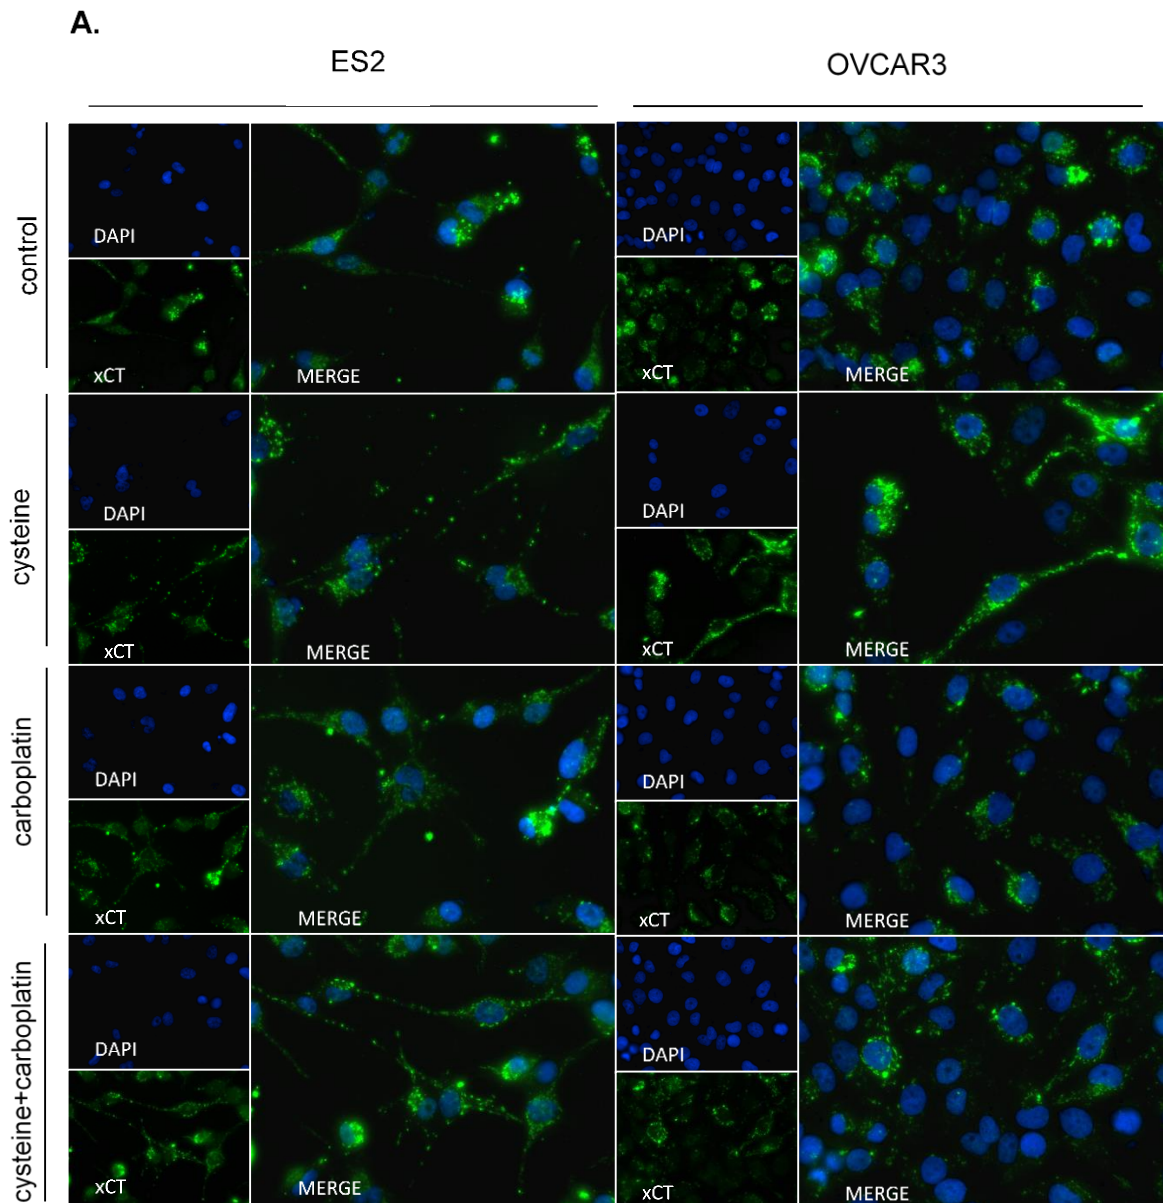 A.
ES2
OVCAR3
control
DAPI
xCT
MERGE
DAPI
xCT
MERGE
cysteine
DAPI
xCT
MERGE
DAPI
xCT
MERGE
carboplatin
DAPI
xCT
MERGE
DAPI
xCT
MERGE
cysteine+carboplatin
DAPI
xCT
MERGE
DAPI
xCT
MERGE